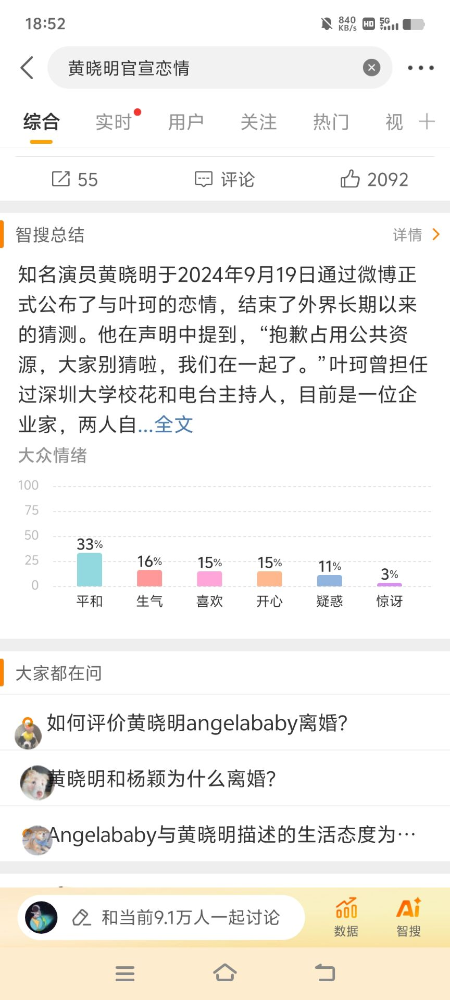 18:52
840
KB/s
HD
5G
黄晓明官宣恋情
综合
实时
用户
关注
热门
视
55
评论
2092
智搜总结
详情
知名演员黄晓明于2024年9月19日通过微博正
式公布了与叶珂的恋情，结束了外界长期以来
的猜测。他在声明中提到，“抱歉占用公共资
源，大家别猜啦，我们在一起了。”叶珂曾担任
过深圳大学校花和电台主持人，目前是一位企
业家，两人自...全文
大众情绪
100
75
50
25
0
33%
16%
15%
15%
11%
3%
平和
生气
喜欢
开心
疑惑
惊讶
大家都在问
如何评价黄晓明angelababy离婚？
黄晓明和杨颖为什么离婚？
Angelababy与黄晓明描述的生活态度为…
和当前9.1万人一起讨论
数据
Ai
智搜